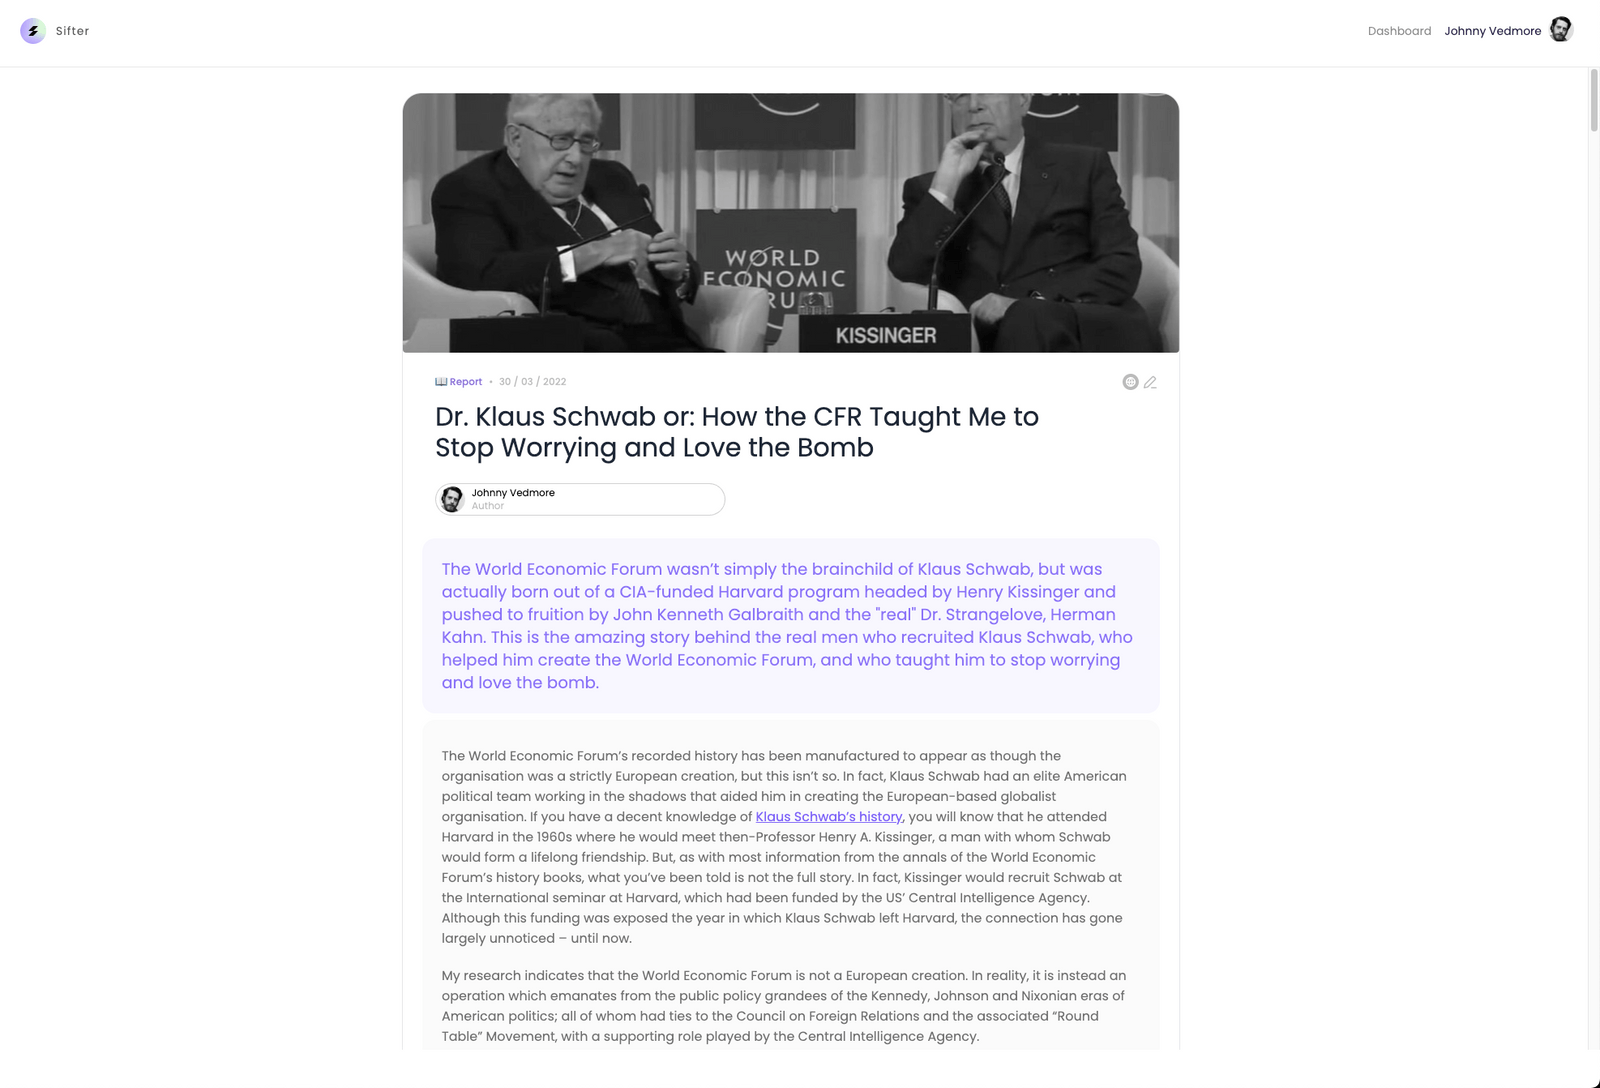 Sifter
Dashboard Johnny Vedmore
WORLD
ECONOMIC
RU
KISSINGER
Report • 30 / 03 / 2022
Dr. Klaus Schwab or: How the CFR Taught Me to
Stop Worrying and Love the Bomb
Johnny Vedmore
Author
The World Economic Forum wasn’t simply the brainchild of Klaus Schwab, but was
actually born out of a CIA-funded Harvard program headed by Henry Kissinger and
pushed to fruition by John Kenneth Galbraith and the "real" Dr. Strangelove, Herman
Kahn. This is the amazing story behind the real men who recruited Klaus Schwab, who
helped him create the World Economic Forum, and who taught him to stop worrying
and love the bomb.
The World Economic Forum’s recorded history has been manufactured to appear as though the
organisation was a strictly European creation, but this isn’t so. In fact, Klaus Schwab had an elite American
political team working in the shadows that aided him in creating the European-based globalist
organisation. If you have a decent knowledge of Klaus Schwab’s history, you will know that he attended
Harvard in the 1960s where he would meet then-Professor Henry A. Kissinger, a man with whom Schwab
would form a lifelong friendship. But, as with most information from the annals of the World Economic
Forum’s history books, what you’ve been told is not the full story. In fact, Kissinger would recruit Schwab at
the International seminar at Harvard, which had been funded by the US’ Central Intelligence Agency.
Although this funding was exposed the year in which Klaus Schwab left Harvard, the connection has gone
largely unnoticed – until now.
My research indicates that the World Economic Forum is not a European creation. In reality, it is instead an
operation which emanates from the public policy grandees of the Kennedy, Johnson and Nixonian eras of
American politics; all of whom had ties to the Council on Foreign Relations and the associated “Round
Table” Movement, with a supporting role played by the Central Intelligence Agency.